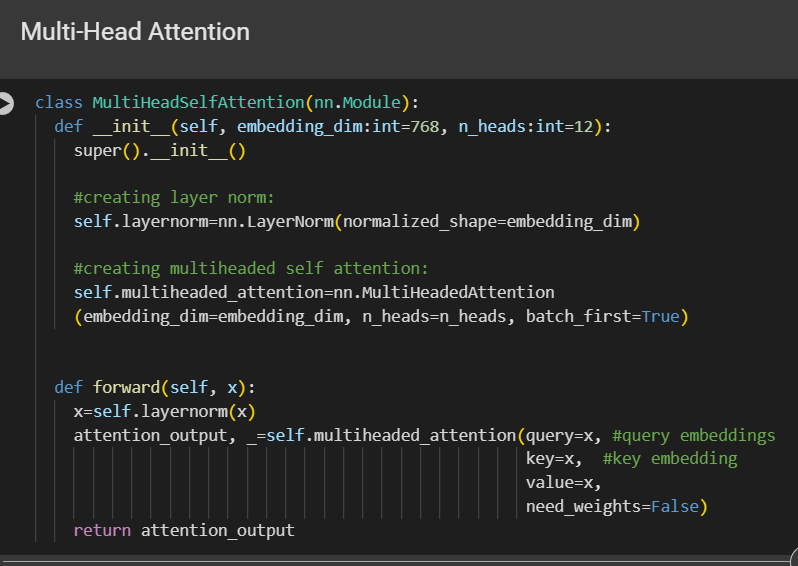 Multi-Head Attention
class MultiHeadSelfAttention(nn.Module):
def __init__(self, embedding_dim:int=768, n_heads:int=12):
super().__init__()
#creating layer norm:
self.layernorm=nn.LayerNorm(normalized_shape=embedding_dim)
#creating multiheaded self attention:
self.multiheaded_attention=nn.MultiHeadedAttention
(embedding_dim=embedding_dim, n_heads=n_heads, batch_first=True)
def forward(self, x):
x=self.layernorm(x)
attention_output, _=self.multiheaded_attention(query=x, #query embeddings
key=x,  #key embedding
value=x,
need_weights=False)
return attention_output